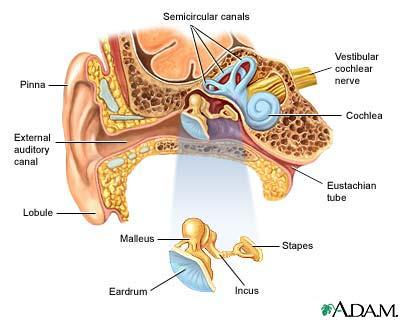 Semicircular canals
Vestibular
cochlear
nerve
Pinna
Cochlea
External
auditory
canal
Eustachian
tube
Lobule
Malleus
Stapes
Eardrum
Incus
A.D.A.M.